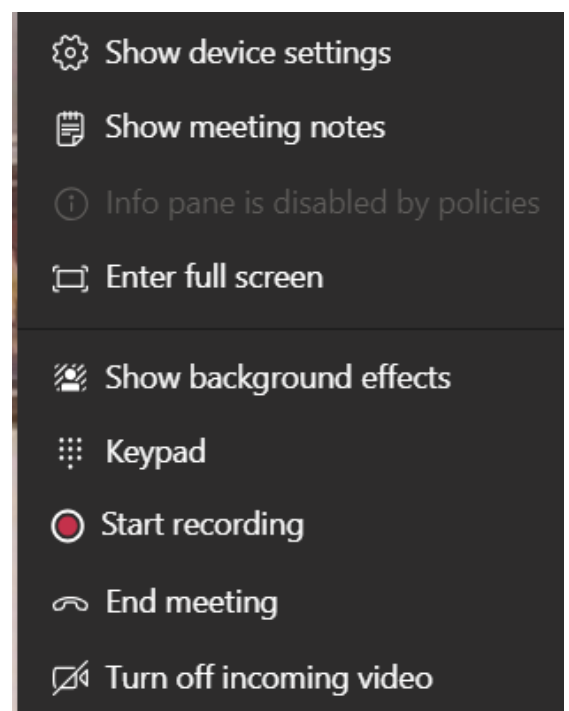 Show device settings
Show meeting notes
Info pane is disabled by policies
Enter full screen
Show background effects
Keypad
Start recording
End meeting
Turn off incoming video